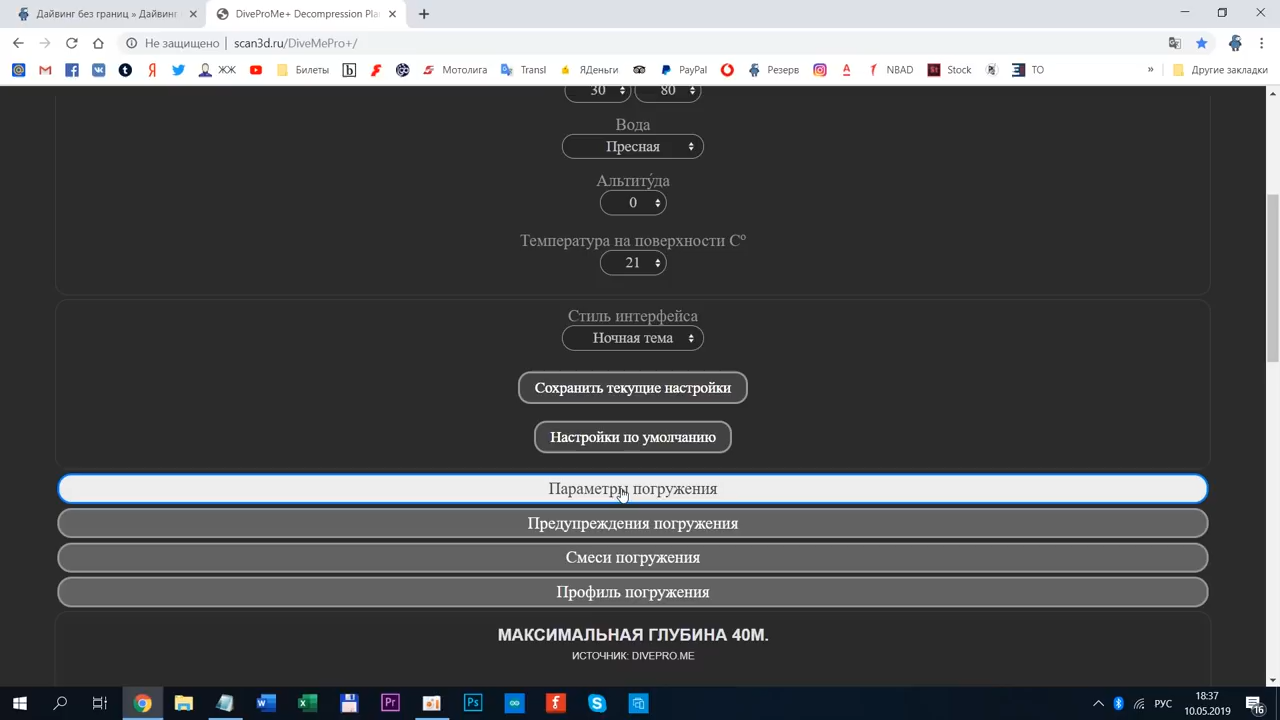 Дайвинг без границ » Дайвинг
DiveProMe+ Decompression Pla
Не защищено | scan3d.ru/DiveMePro+/
ЖЖ Билеты Мотолига Transl ЯДеньги PayPal Резерв NBAD Stock ТО » Другие закладки
30 80
Вода
Пресная
Альтиту́да
0
Температура на поверхности С°
21
Стиль интерфейса
Ночная тема
Сохранить текущие настройки
Настройки по умолчанию
Параметры погружения
Предупреждения погружения
Смеси погружения
Профиль погружения
МАКСИМАЛЬНАЯ ГЛУБИНА 40М.
ИСТОЧНИК: DIVEPRO.ME
РУС
18:37
10.05.2019
16